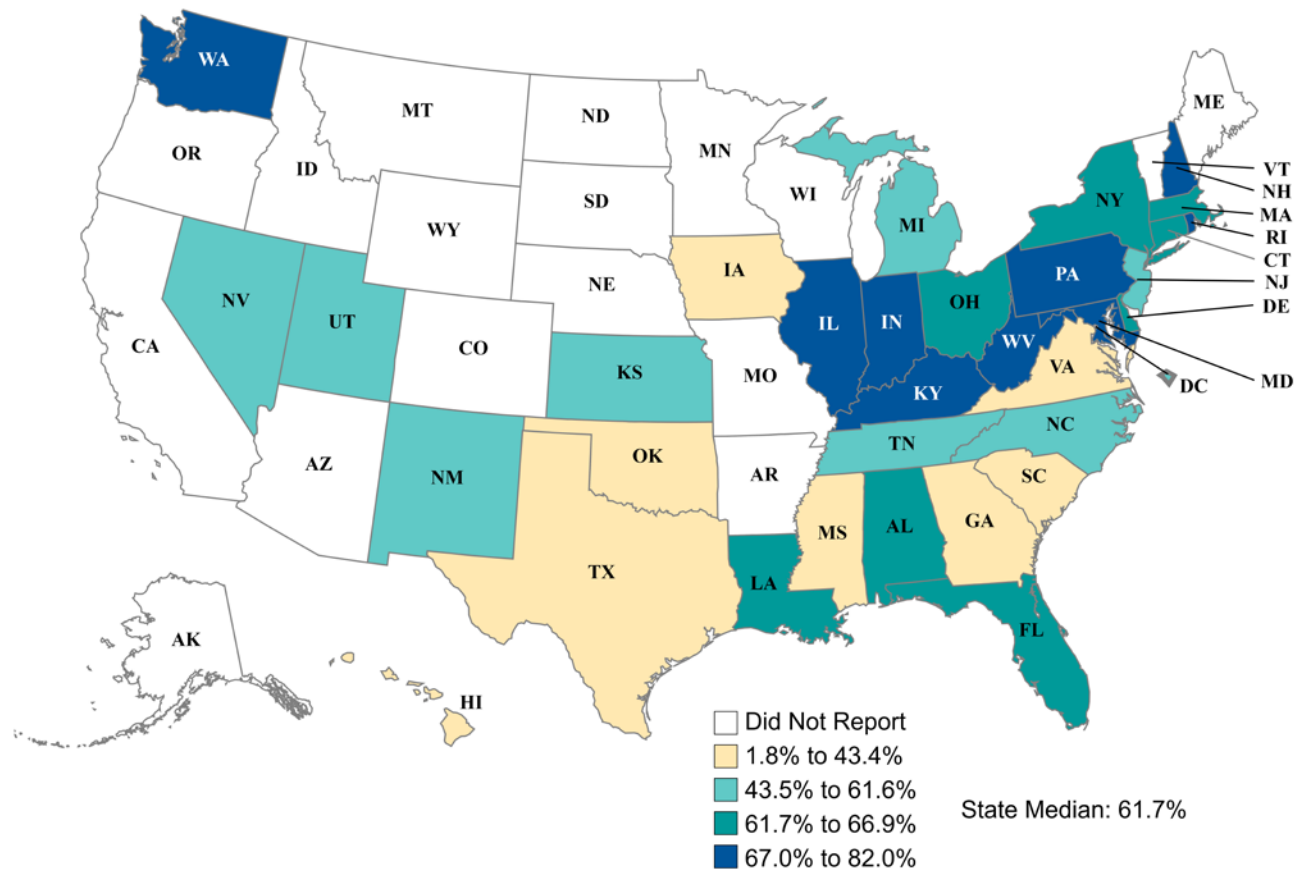 WA
MT
ND
MN
ME
OR
ID
SD
WI
VT
NH
WY
MI
NY
MA
RI
CT
IA
NE
PA
NJ
NV
UT
OH
DE
IL
IN
CA
CO
WV
KS
MO
VA
MD
DC
KY
NC
TN
AZ
NM
OK
AR
SC
MS
AL
GA
TX
LA
FL
AK
HI
Did Not Report
1.8% to 43.4%
43.5% to 61.6%
State Median: 61.7%
61.7% to 66.9%
67.0% to 82.0%